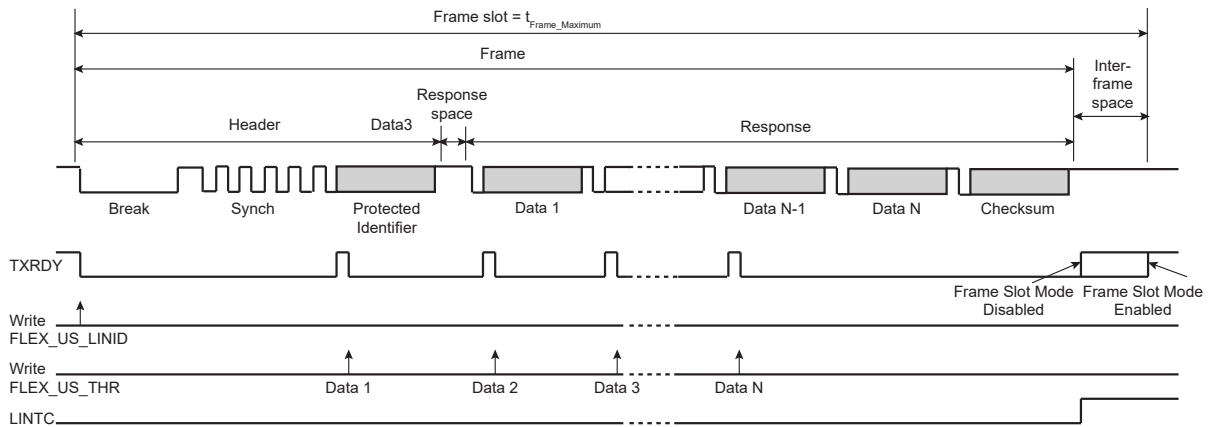 Frame slot = tFrame_Maximum
Frame
Inter-
frame
space
Response
space
Header
Data3
Response
Break
Synch
Protected
Identifier
Data 1
Data N-1
Data N
Checksum
TXRDY
Frame Slot Mode
Disabled
Frame Slot Mode
Enabled
Write
FLEX_US_LINID
Write
FLEX_US_THR
Data 1
Data 2
Data 3
Data N
LINTC